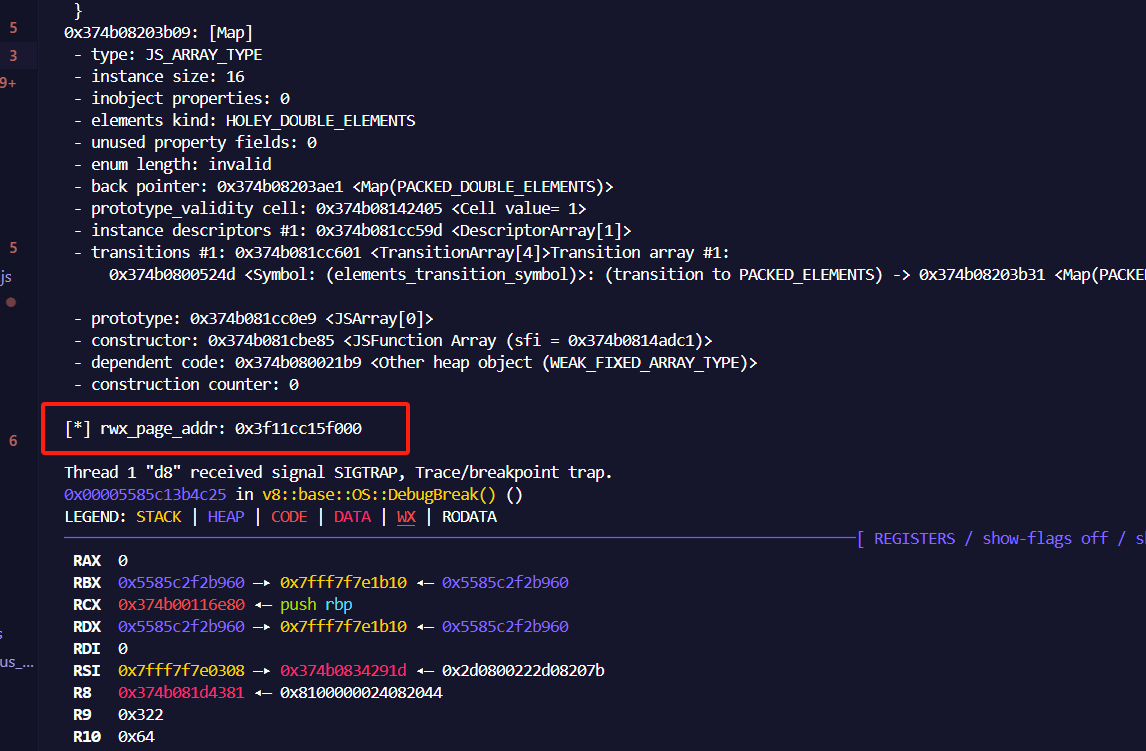 }
5
0x374b08203b09: [Map]
3
- type: JS_ARRAY_TYPE
9+
- instance size: 16
- inobject properties: 0
- elements kind: HOLEY_DOUBLE_ELEMENTS
- unused property fields: 0
- enum length: invalid
- back pointer: 0x374b08203ae1 <Map(PACKED_DOUBLE_ELEMENTS)>
- prototype_validity cell: 0x374b08142405 <Cell value= 1>
- instance descriptors #1: 0x374b081cc59d <DescriptorArray[1]>
5
- transitions #1: 0x374b081cc601 <TransitionArray[4]>Transition array #1:
js
0x374b0800524d <Symbol: (elements_transition_symbol)>: (transition to PACKED_ELEMENTS) -> 0x374b08203b31 <Map(PACKE
- prototype: 0x374b081cc0e9 <JSArray[0]>
- constructor: 0x374b081cbe85 <JSFunction Array (sfi = 0x374b0814adc1)>
- dependent code: 0x374b080021b9 <Other heap object (WEAK_FIXED_ARRAY_TYPE)>
- construction counter: 0
[*] rwx_page_addr: 0x3f11cc15f000
6
Thread 1 "d8" received signal SIGTRAP, Trace/breakpoint trap.
0x00005585c13b4c25 in v8::base::OS::DebugBreak() ()
LEGEND: STACK | HEAP | CODE | DATA | WX | RODATA
[ REGISTERS / show-flags off / s
RAX 0
RBX 0x5585c2f2b960 —▸ 0x7fff7f7e1b10 ◂— 0x5585c2f2b960
RCX 0x374b00116e80 ◂— push rbp
RDX 0x5585c2f2b960 —▸ 0x7fff7f7e1b10 ◂— 0x5585c2f2b960
s
RDI 0
us_...
RSI 0x7fff7f7e0308 —▸ 0x374b0834291d ◂— 0x2d0800222d08207b
R8 0x374b081d4381 ◂— 0x8100000024082044
R9 0x322
R10 0x64